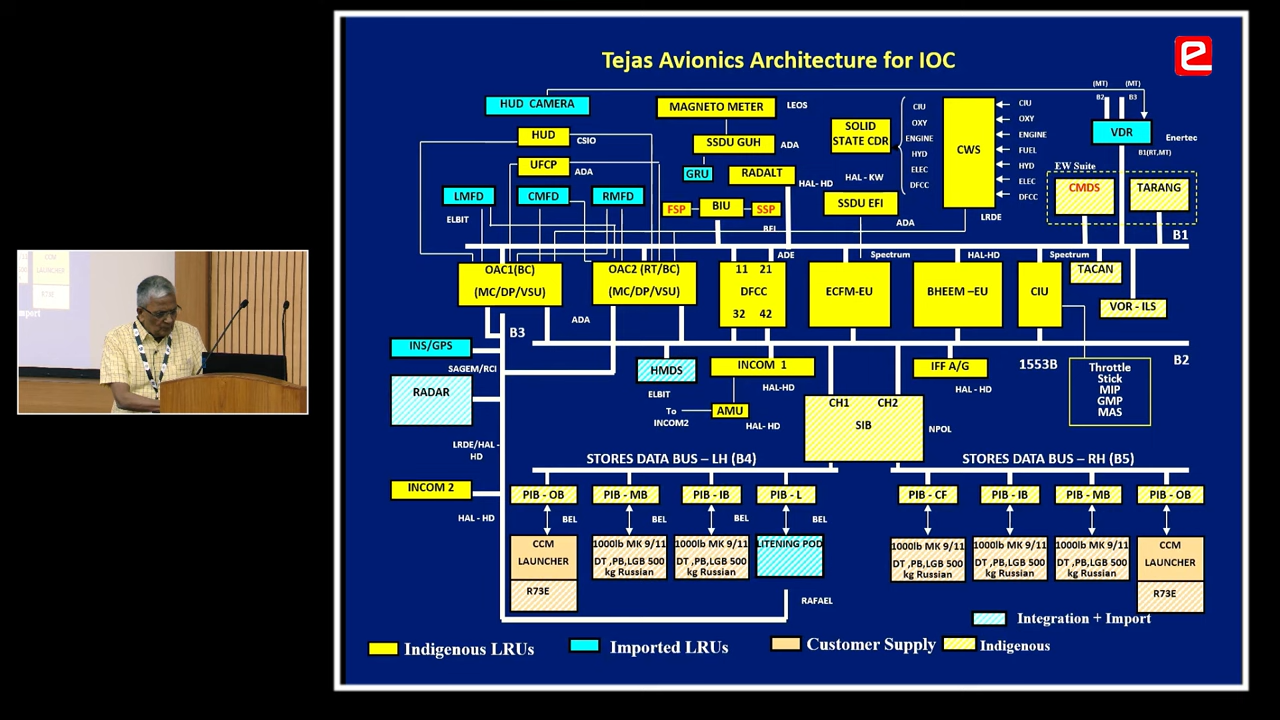 Tejas Avionics Architecture for IOC
e
HUD CAMERA
HUD
CSIO
UFCP
ADA
LMFD
CMFD
RMFD
ELBIT
MAGNETO METER
LEOS
SSDU GUH
ADA
GRU
RADALT
HAL- HD
FSP
BIU
SSP
BEL
SOLID
STATE CDR
HAL - KW
SSDU EFI
ADA
CIU
OXY
ENGINE
HYD
ELEC
DFCC
CWS
LRDE
CIU
OXY
ENGINE
FUEL
HYD
ELEC
DFCC
(MT)
(MT)
B2
B3
VDR
Enertec
B1(RT,MT)
EW Suite
CMDS
TARANG
B1
OAC1(BC)
(MC/DP/VSU)
OAC2 (RT/BC)
(MC/DP/VSU)
ADA
ADE
11 21
DFCC
32 42
Spectrum
ECFM-EU
HAL-HD
BHEEM –EU
Spectrum
CIU
TACAN
VOR - ILS
B3
B2
INS/GPS
SAGEM/RCI
RADAR
LRDE/HAL -
HD
INCOM 2
HAL - HD
HMDS
ELBIT
INCOM 1
HAL-HD
To
INCOM2
AMU
HAL- HD
IFF A/G
HAL - HD
1553B
Throttle
Stick
MIP
GMP
MAS
CH1
CH2
SIB
NPOL
STORES DATA BUS – LH (B4)
STORES DATA BUS – RH (B5)
PIB - OB
PIB - MB
PIB - IB
PIB - L
PIB - CF
PIB - IB
PIB - MB
PIB - OB
BEL
BEL
BEL
BEL
CCM
LAUNCHER
R73E
1000lb MK 9/11
DT ,PB,LGB 500
kg Russian
1000lb MK 9/11
DT ,PB,LGB 500
kg Russian
LITENING POD
RAFAEL
1000lb MK 9/11
DT ,PB,LGB 500
kg Russian
1000lb MK 9/11
DT ,PB,LGB 500
kg Russian
1000lb MK 9/11
DT ,PB,LGB 500
kg Russian
CCM
LAUNCHER
R73E
Integration + Import
Indigenous LRUs
Imported LRUs
Customer Supply
Indigenous
CCM
LAUNCHER
R73E